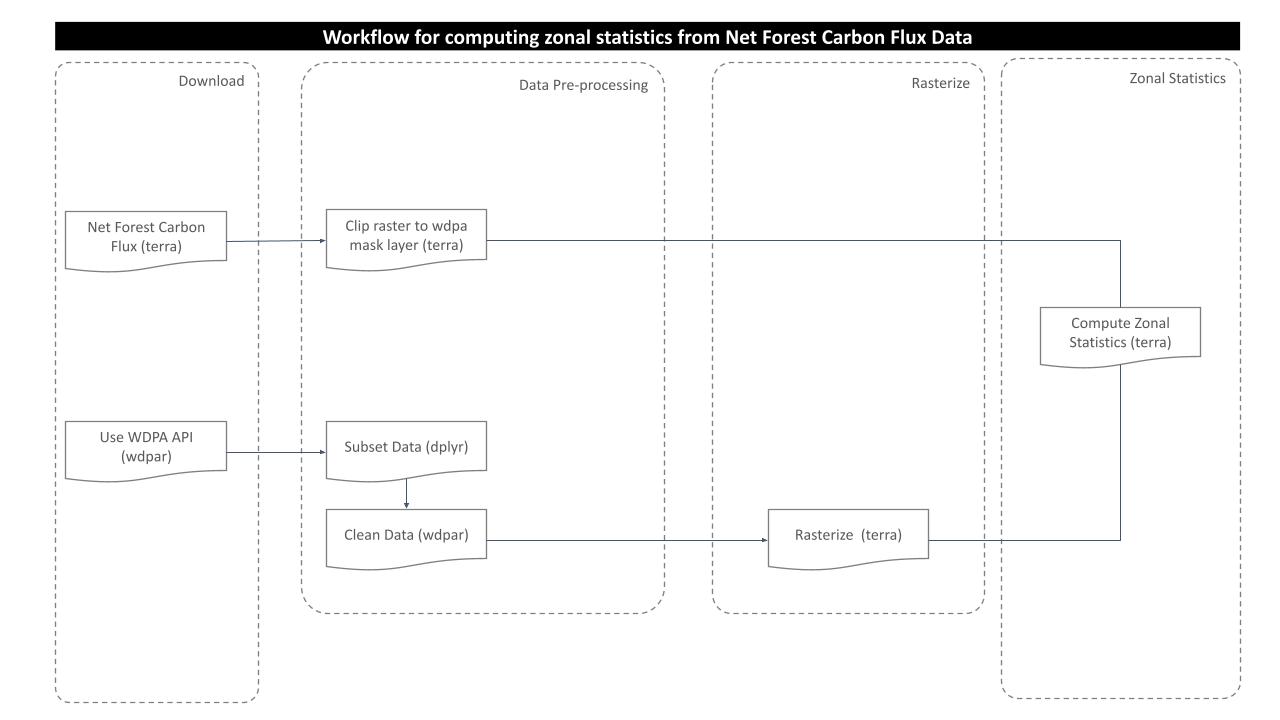 Workflow for computing zonal statistics from Net Forest Carbon Flux Data
Download
Data Pre-processing
Rasterize
Zonal Statistics
Net Forest Carbon
Flux (terra)
Clip raster to wdpa
mask layer (terra)
Compute Zonal
Statistics (terra)
Use WDPA API
(wdpar)
Subset Data (dplyr)
Clean Data (wdpar)
Rasterize  (terra)